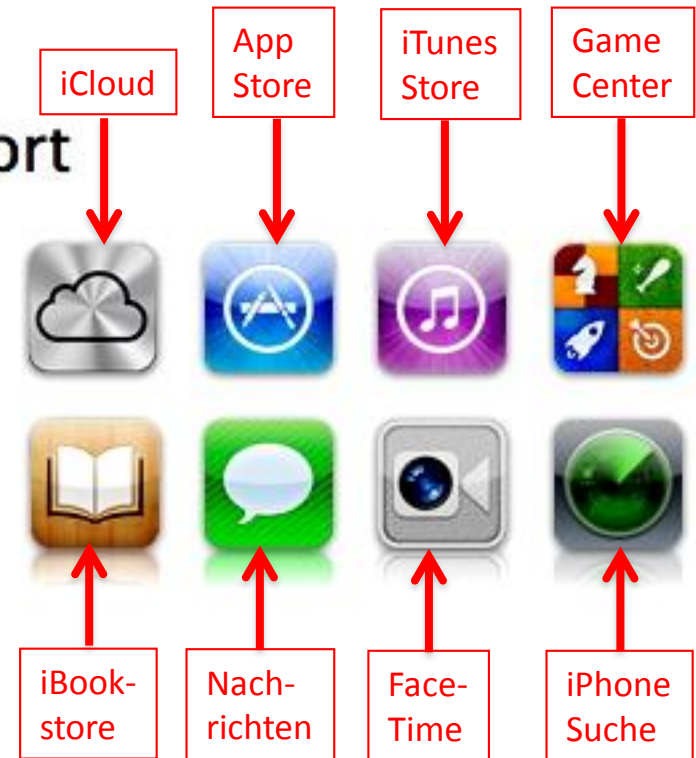 iCloud
App
Store
iTunes
Store
Game
Center
ort
iBook-
store
Nach-
richten
Face-
Time
iPhone
Suche